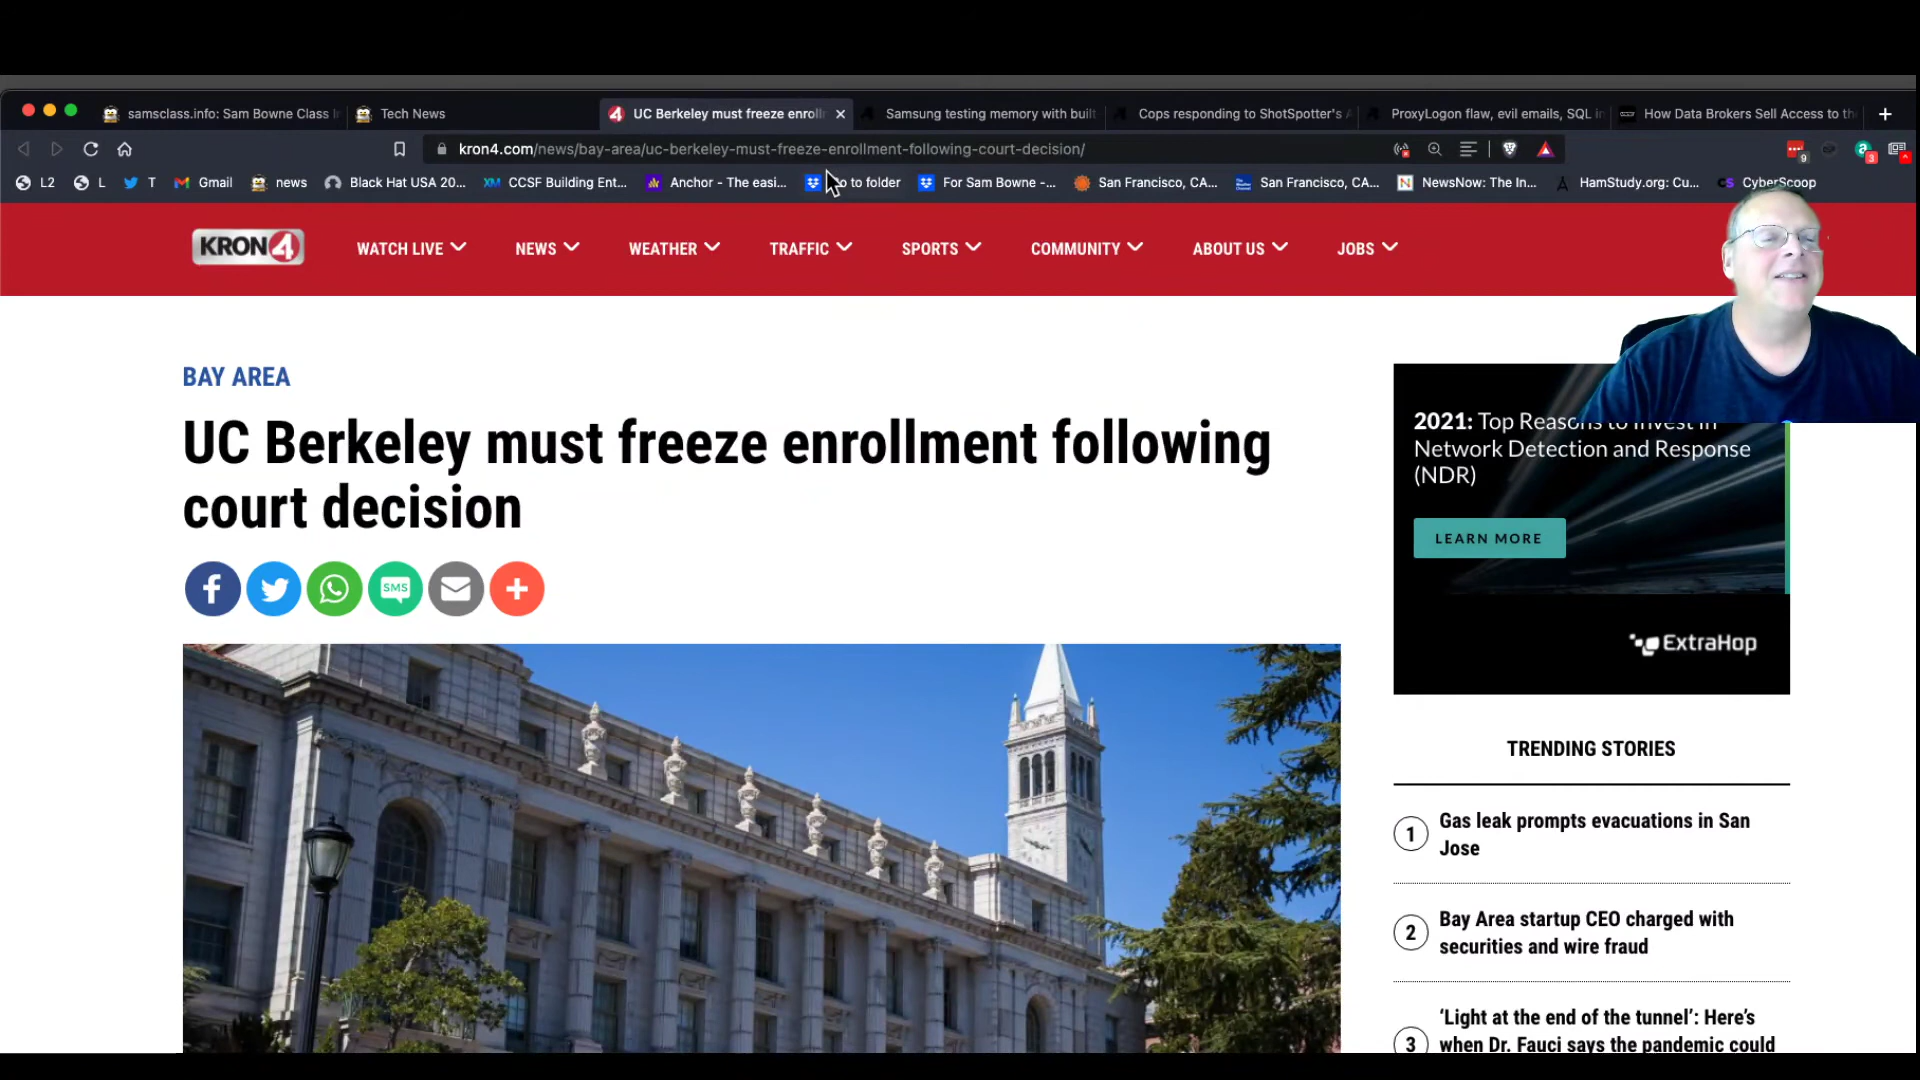 samsclass.info: Sam Bowne Class I
Tech News
UC Berkeley must freeze enroll
Samsung testing memory with built
Cops responding to ShotSpotter's
ProxyLogon flaw, evil emails, SQL in
How Data Brokers Sell Access to th
kron4.com/news/bay-area/uc-berkeley-must-freeze-enrollment-following-court-decision/
9
3
L2
L
T
Gmail
news
Black Hat USA 20...
CCSF Building Ent...
Anchor - The easi...
to folder
For Sam Bowne -...
San Francisco, CA...
San Francisco, CA...
NewsNow: The In...
HamStudy.org: Cu...
CyberScoop
KRON4
WATCH LIVE
NEWS
WEATHER
TRAFFIC
SPORTS
COMMUNITY
ABOUT US
JOBS
BAY AREA
UC Berkeley must freeze enrollment following
court decision
SMS
2021: Top Reasons to Invest in
Network Detection and Response
(NDR)
LEARN MORE
ExtraHop
TRENDING STORIES
1
Gas leak prompts evacuations in San
Jose
2
Bay Area startup CEO charged with
securities and wire fraud
3
‘Light at the end of the tunnel’: Here’s
when Dr. Fauci says the pandemic could